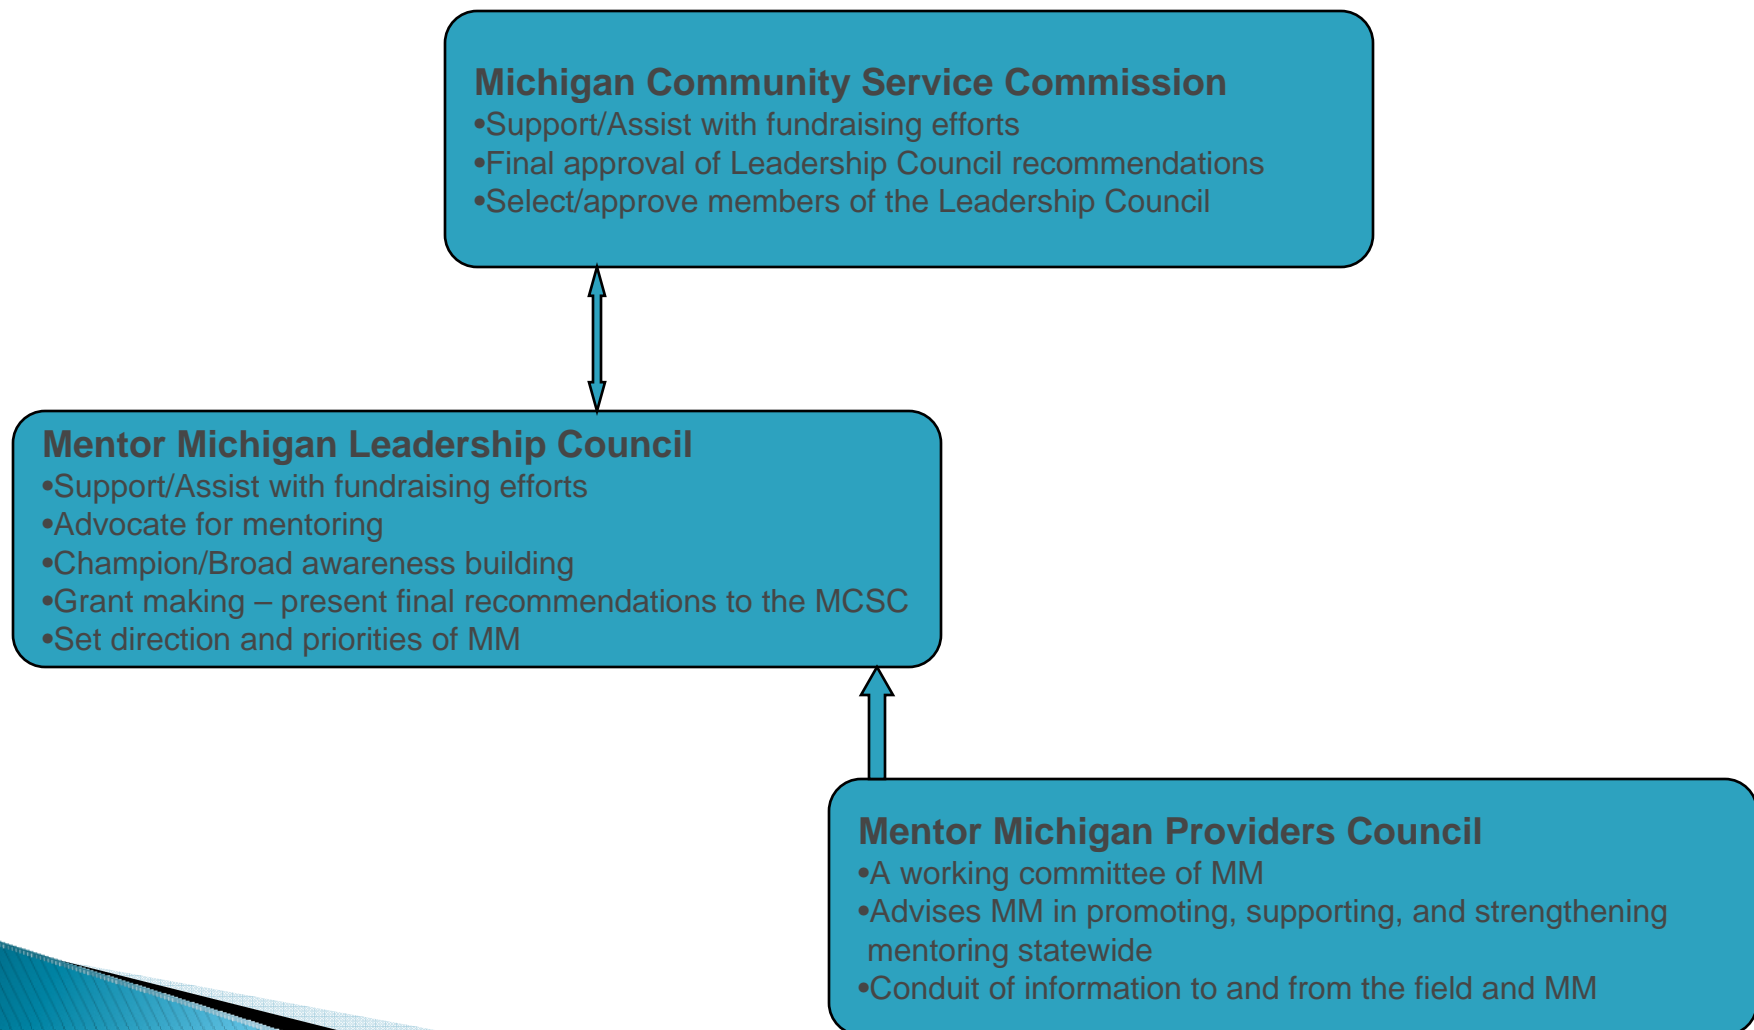 Michigan Community Service Commission
•Support/Assist with fundraising efforts
•Final approval of Leadership Council recommendations
•Select/approve members of the Leadership Council
Mentor Michigan Leadership Council
•Support/Assist with fundraising efforts
•Advocate for mentoring
•Champion/Broad awareness building
•Grant making – present final recommendations to the MCSC
•Set direction and priorities of MM
Mentor Michigan Providers Council
•A working committee of MM
•Advises MM in promoting, supporting, and strengthening
mentoring statewide
•Conduit of information to and from the field and MM